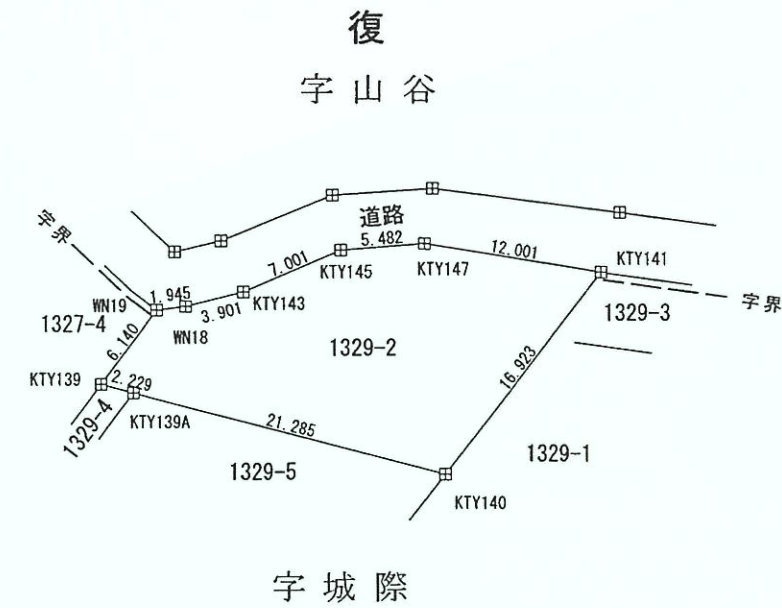 復
字山谷
道路
字界
5.482
12.001
KTY141
7.001
KTY145
KTY147
字界
WN19
1.945
KTY143
1329-3
1327-4
3.901
WN18
1329-2
6.140
KTY139
2.229
16.923
1329-4
KTY139A
21.285
1329-5
1329-1
KTY140
字城際